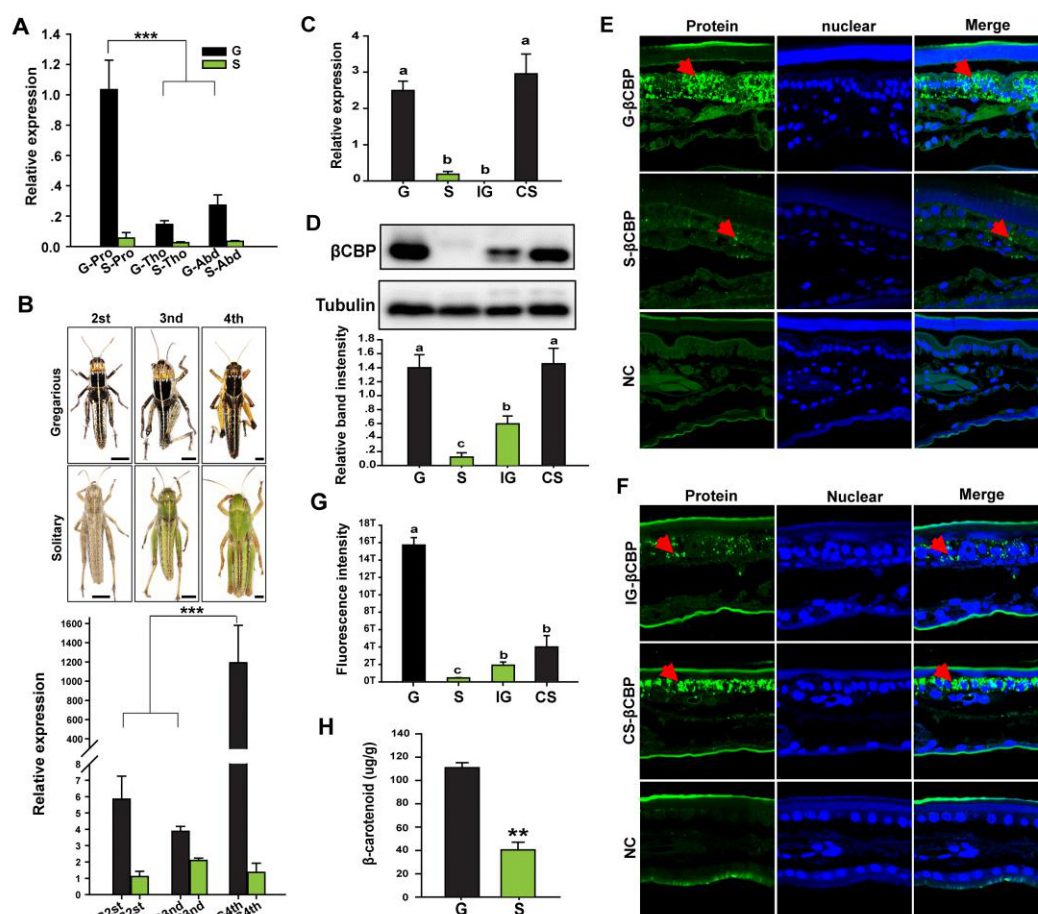 A
Relative expression
1.4
1.2
1.0
.8
.6
.4
.2
0.0
***
G
S
G-Pro
S-Pro
G-Tho
S-Tho
G-Abd
S-Abd
B
2st 3nd 4th
Gregarious
Solitary
Relative expression
1600
1400
1200
1000
800
600
400
8
7
6
5
4
3
2
1
0
***
C
Relative expression
4
3
2
1
0
a b b a
G S IG CS
D
βCBP
Tubulin
Relative band instensity
1.8
1.6
1.4
1.2
1.0
.8
.6
.4
.2
0.0
a c b a
G S IG CS
G
Fluorescence intensity
18T
16T
14T
12T
10T
8T
6T
4T
2T
0T
a c b b
G S IG CS
H
β-carotenoid (ug/g)
140
120
100
80
60
40
20
0
**
G S
E
Protein nuclear Merge
G-βCBP
S-βCBP
NC
F
Protein Nuclear Merge
IG-βCBP
CS-βCBP
NC